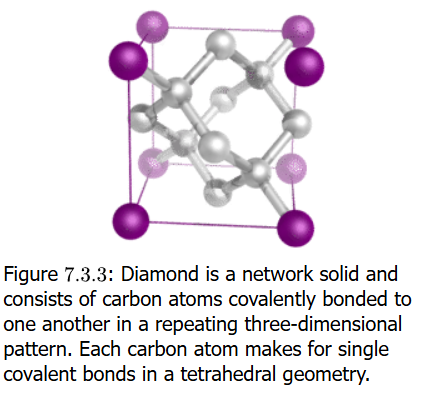 Figure 7.3.3: Diamond is a network solid and
consists of carbon atoms covalently bonded to
one another in a repeating three-dimensional
pattern. Each carbon atom makes for single
covalent bonds in a tetrahedral geometry.